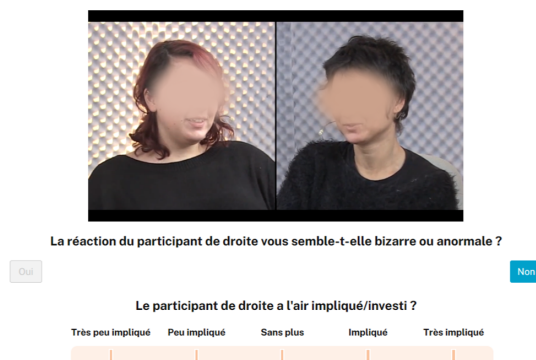 La réaction du participant de droite vous semble-t-elle bizarre ou anormale ?
Oui Non
Le participant de droite a l'air impliqué/investi ?
Très peu impliqué Peu impliqué Sans plus Impliqué Très impliqué